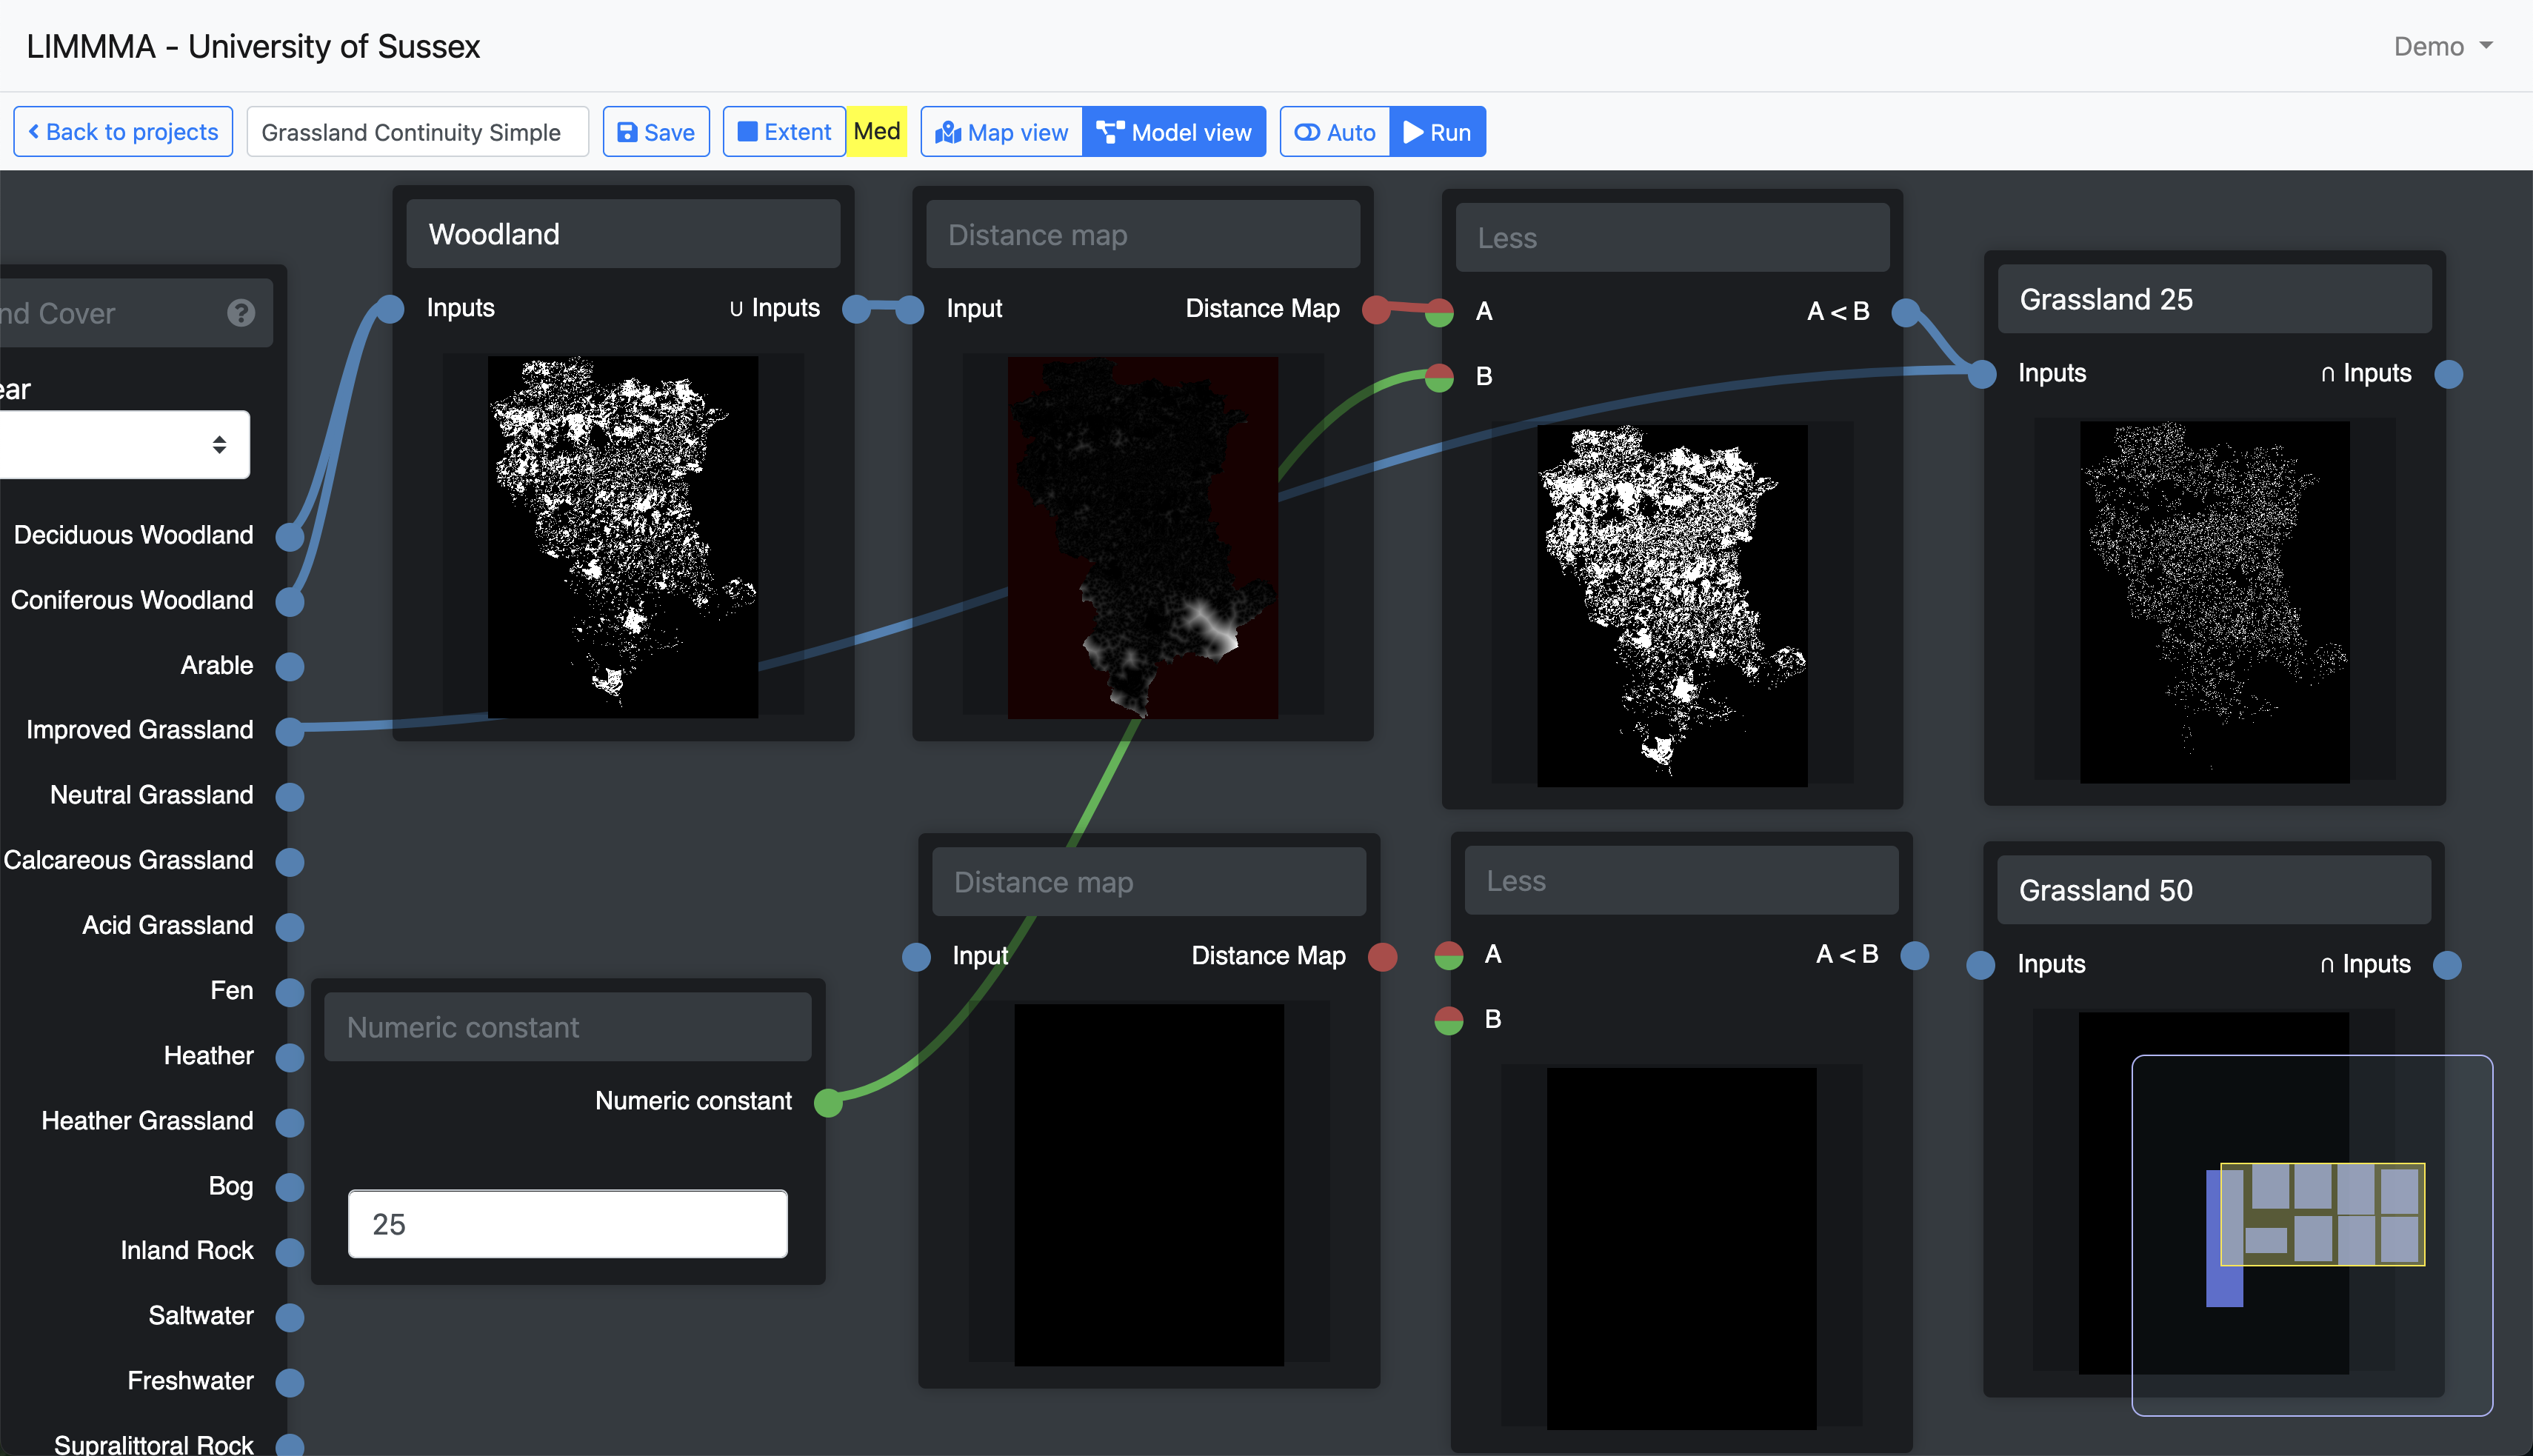 LIMMMA - University of Sussex
Demo
Back to projects
Grassland Continuity Simple
Save
Extent
Med
Map view
Model view
Auto
Run
nd Cover
?
ear
Deciduous Woodland
Coniferous Woodland
Arable
Improved Grassland
Neutral Grassland
Calcareous Grassland
Acid Grassland
Fen
Heather
Heather Grassland
Bog
Inland Rock
Saltwater
Freshwater
Supralittoral Rock
Woodland
Inputs
∪ Inputs
Distance map
Input
Distance Map
Less
A
A < B
B
Grassland 25
Inputs
∩ Inputs
Numeric constant
Numeric constant
25
Distance map
Input
Distance Map
Less
A
A < B
B
Grassland 50
Inputs
∩ Inputs